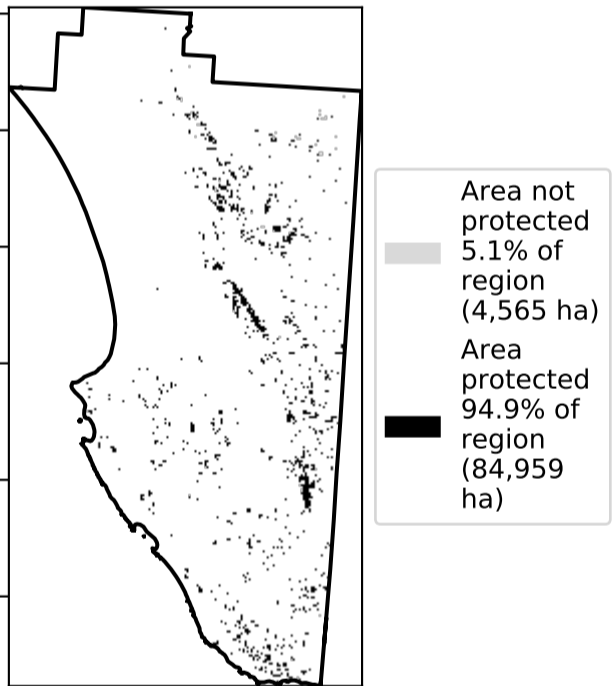 Area not
protected
5.1% of
region
(4,565 ha)
Area
protected
94.9% of
region
(84,959
ha)